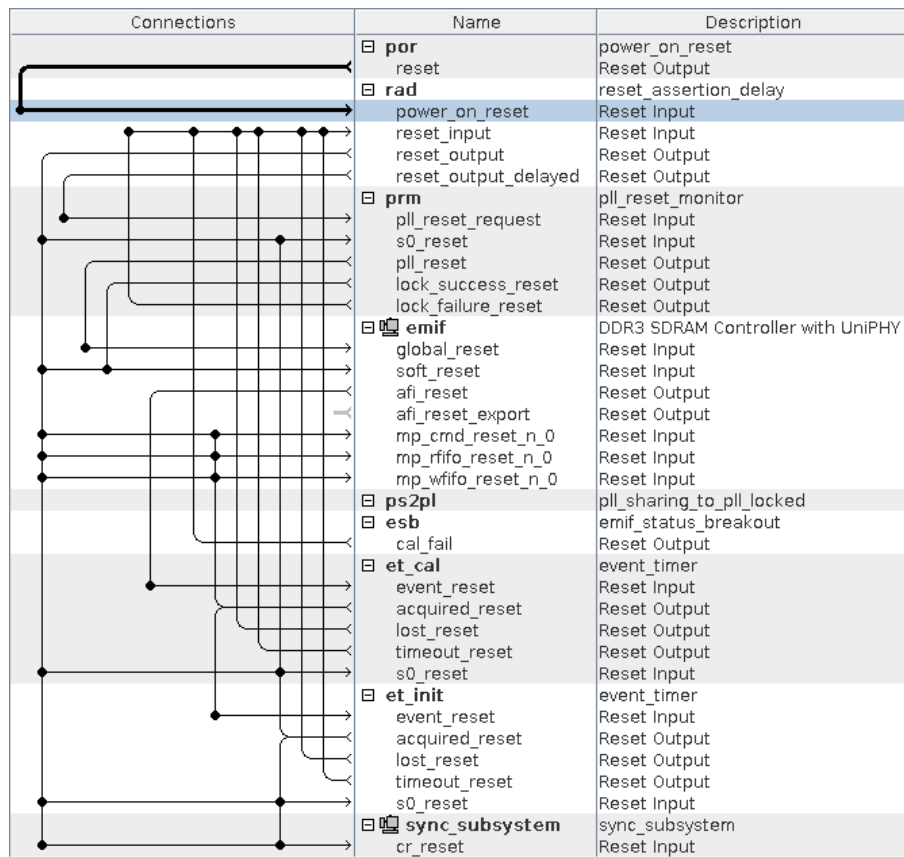 Connections Name Description
por power_on_reset
reset Reset Output
rad reset_assertion_delay
power_on_reset Reset Input
reset_input Reset Input
reset_output Reset Output
reset_output_delayed Reset Output
prm pll_reset_monitor
pll_reset_request Reset Input
s0_reset Reset Input
pll_reset Reset Output
lock_success_reset Reset Output
lock_failure_reset Reset Output
emif DDR3 SDRAM Controller with UniPHY
global_reset Reset Input
soft_reset Reset Input
afi_reset Reset Output
afi_reset_export Reset Output
mp_cmd_reset_n_0 Reset Input
mp_rfifo_reset_n_0 Reset Input
mp_wfifo_reset_n_0 Reset Input
ps2pl pll_sharing_to_pll_locked
esb emif_status_breakout
cal_fail Reset Output
et_cal event_timer
event_reset Reset Input
acquired_reset Reset Output
lost_reset Reset Output
timeout_reset Reset Output
s0_reset Reset Input
et_init event_timer
event_reset Reset Input
acquired_reset Reset Output
lost_reset Reset Output
timeout_reset Reset Output
s0_reset Reset Input
sync_subsystem sync_subsystem
cr_reset Reset Input